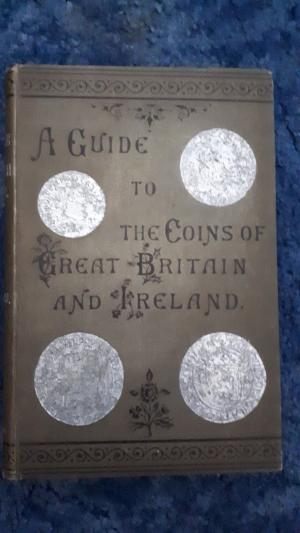 A GUIDE
TO
THE COINS OF
GREAT BRITAIN
AND IRELAND.